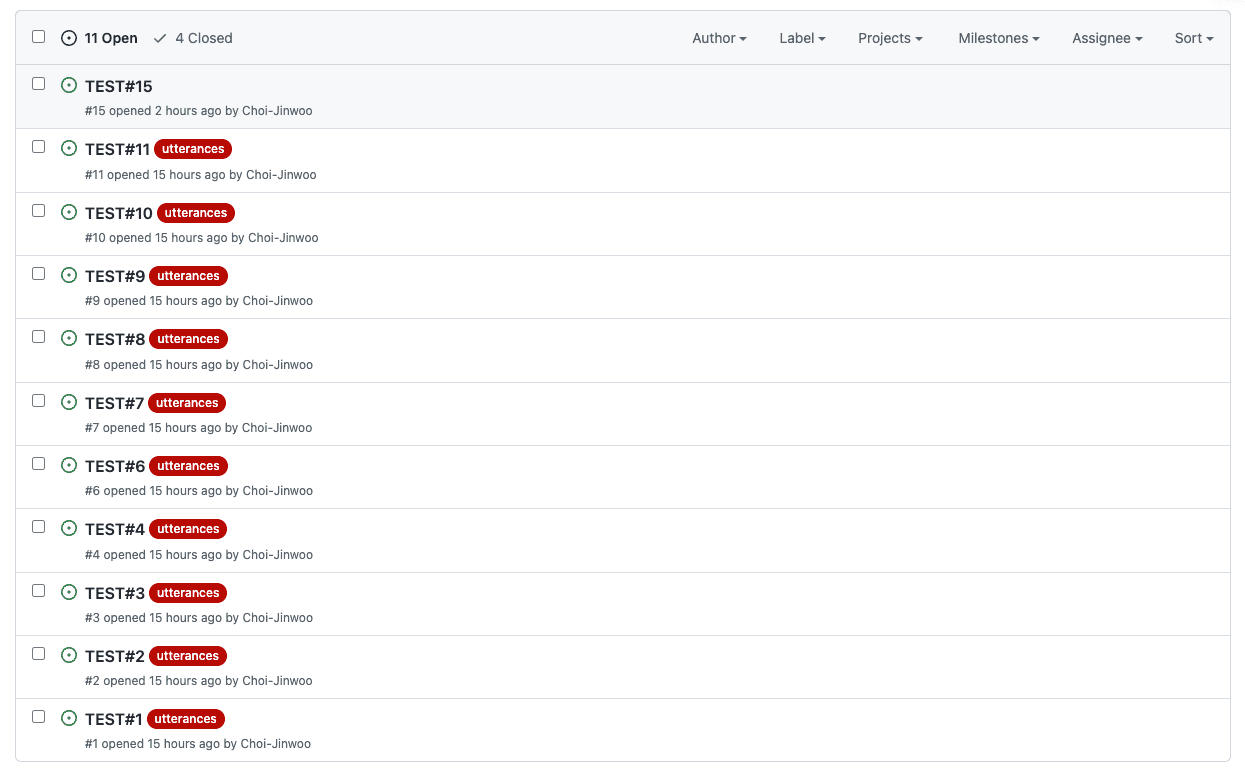 11 Open 4 Closed Author Label Projects Milestones Assignee Sort
TEST#15
#15 opened 2 hours ago by Choi-Jinwoo
TEST#11 utterances
#11 opened 15 hours ago by Choi-Jinwoo
TEST#10 utterances
#10 opened 15 hours ago by Choi-Jinwoo
TEST#9 utterances
#9 opened 15 hours ago by Choi-Jinwoo
TEST#8 utterances
#8 opened 15 hours ago by Choi-Jinwoo
TEST#7 utterances
#7 opened 15 hours ago by Choi-Jinwoo
TEST#6 utterances
#6 opened 15 hours ago by Choi-Jinwoo
TEST#4 utterances
#4 opened 15 hours ago by Choi-Jinwoo
TEST#3 utterances
#3 opened 15 hours ago by Choi-Jinwoo
TEST#2 utterances
#2 opened 15 hours ago by Choi-Jinwoo
TEST#1 utterances
#1 opened 15 hours ago by Choi-Jinwoo